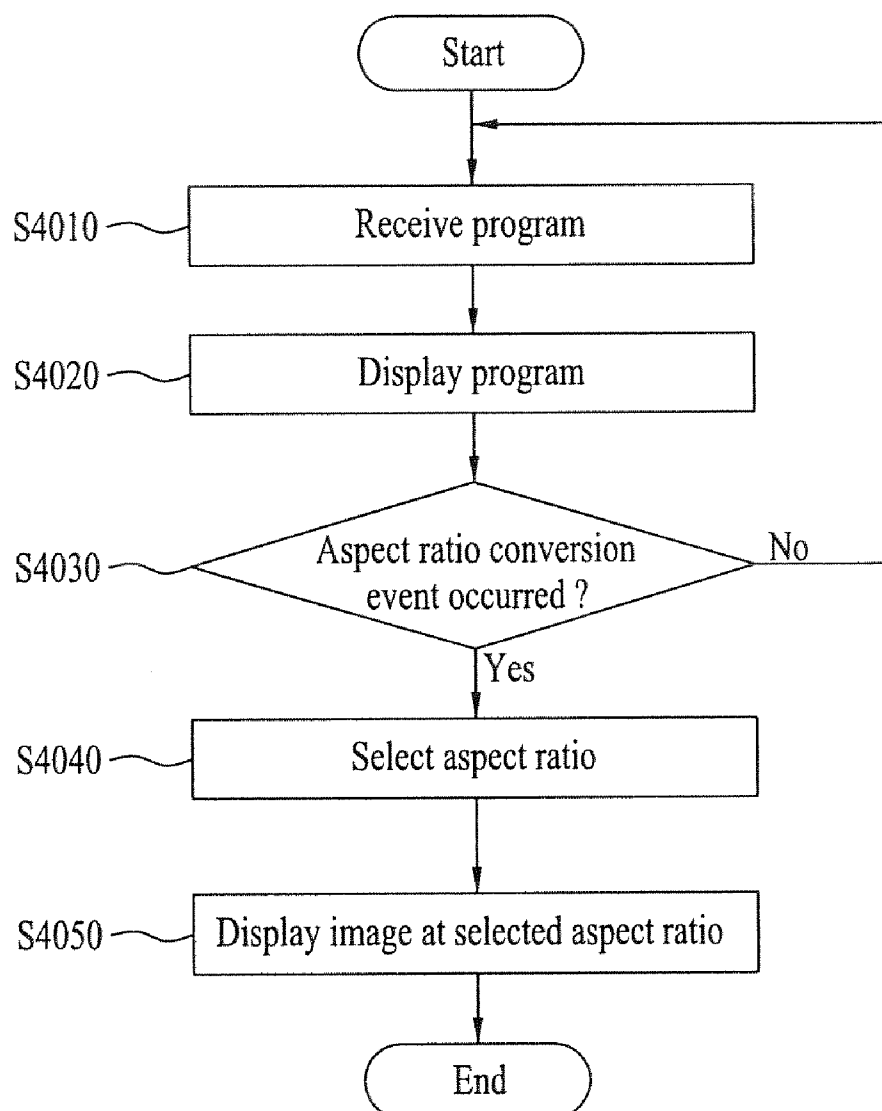 Start
S4010
Receive program
S4020
Display program
S4030
Aspect ratio conversion
event occurred ?
No
Yes
S4040
Select aspect ratio
S4050
Display image at selected aspect ratio
End